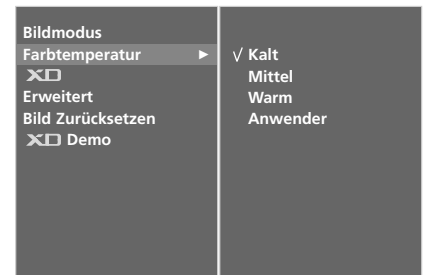 Bildmodus
Farbtemperatur ►
XD
Erweitert
Bild Zurücksetzen
XD Demo
√ Kalt
Mittel
Warm
Anwender